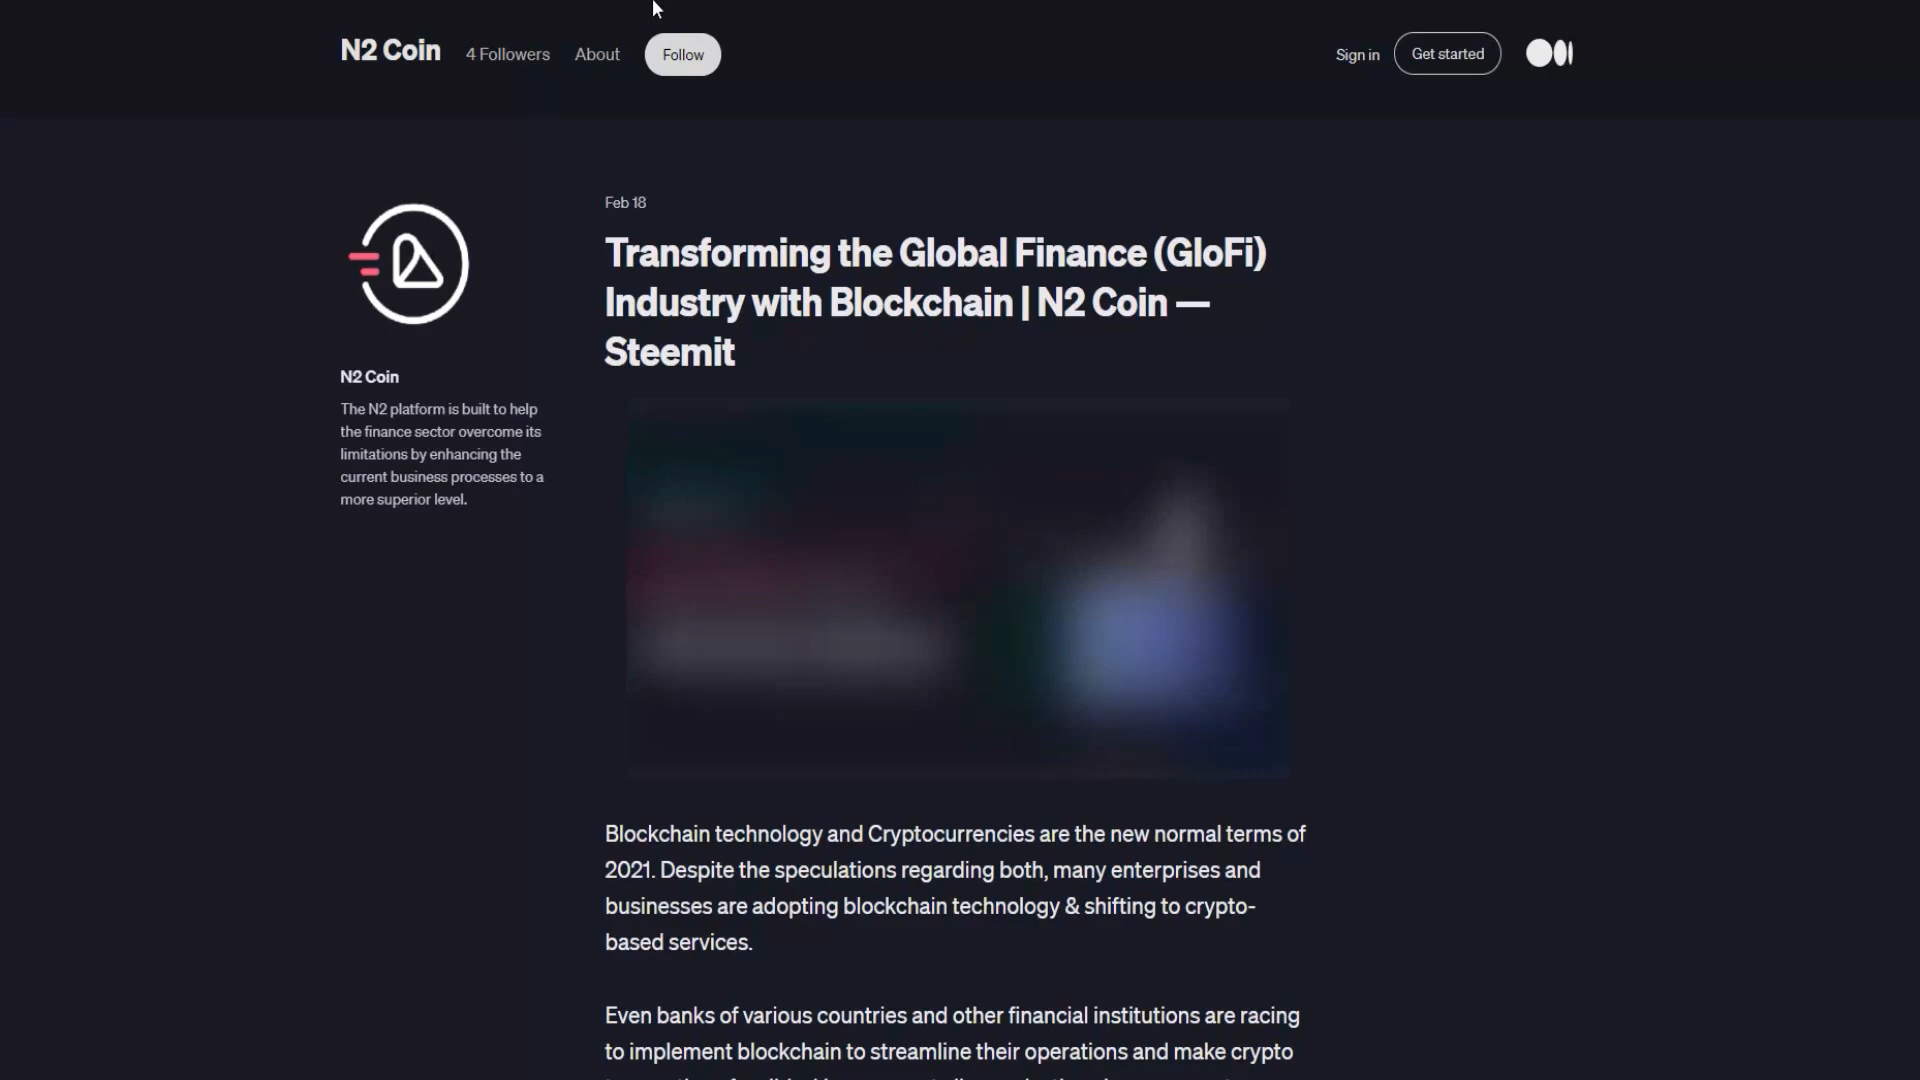 N2 Coin 4 Followers About Follow Sign in Get started
Feb 18
Transforming the Global Finance (GloFi)
Industry with Blockchain | N2 Coin —
Steemit
N2 Coin
The N2 platform is built to help
the finance sector overcome its
limitations by enhancing the
current business processes to a
more superior level.
Blockchain technology and Cryptocurrencies are the new normal terms of
2021. Despite the speculations regarding both, many enterprises and
businesses are adopting blockchain technology & shifting to crypto-
based services.
Even banks of various countries and other financial institutions are racing
to implement blockchain to streamline their operations and make crypto